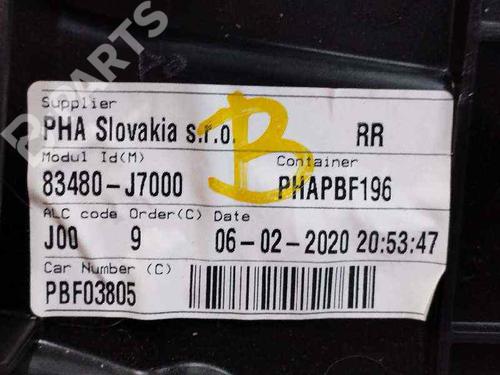 B-PARTS
Supplier
PHA Slovakia s.r.o. RR
B
Modul Id(M) Container
83480-J7000 PHAPBF196
ALC code Order(C) Date
J00 9 06-02-2020 20:53:47
Car Number (C)
PBF03805